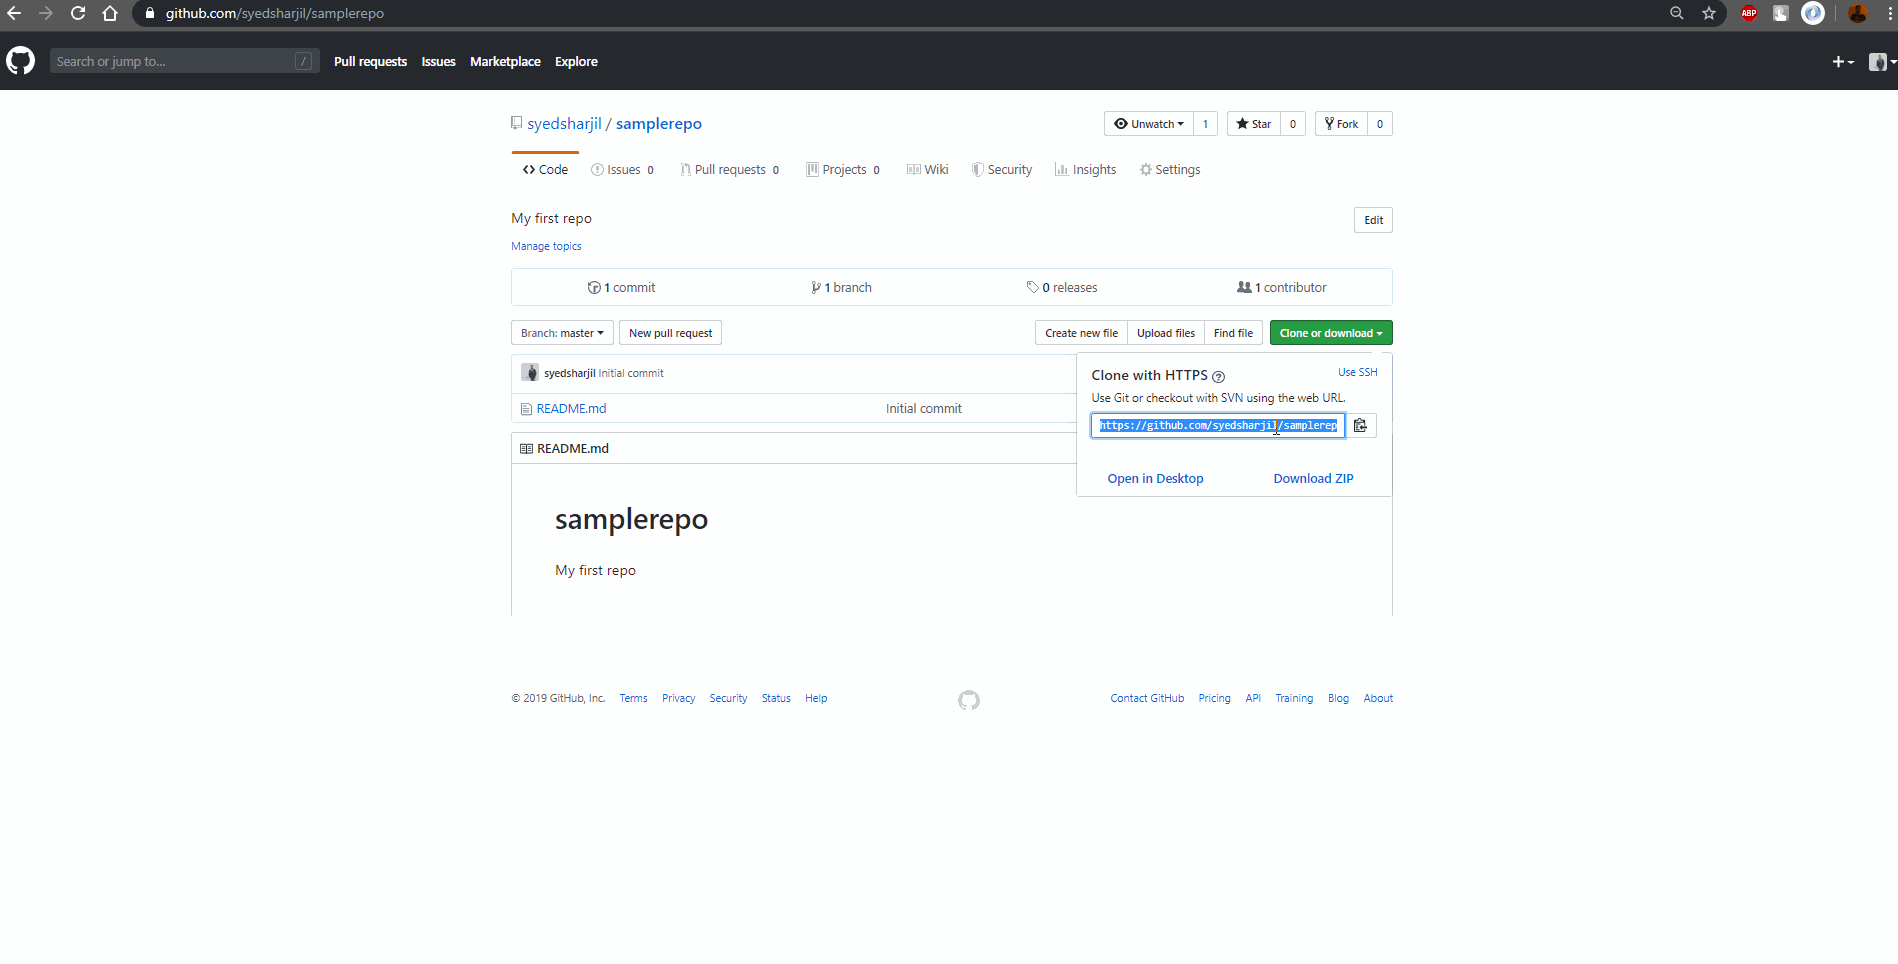 github.com/syedsharjil/samplerepo
ABP
Search or jump to... / Pull requests Issues Marketplace Explore
syedsharjil / samplerepo Unwatch 1 Star 0 Fork 0
Code Issues 0 Pull requests 0 Projects 0 Wiki Security Insights Settings
My first repo Edit
Manage topics
1 commit 1 branch 0 releases 1 contributor
Branch: master New pull request Create new file Upload files Find file Clone or download
syedsharjil Initial commit
README.md Initial commit
Clone with HTTPS ? Use SSH
Use Git or checkout with SVN using the web URL.
https://github.com/syedsharjil/samplerep
Open in Desktop Download ZIP
README.md
samplerepo
My first repo
© 2019 GitHub, Inc. Terms Privacy Security Status Help Contact GitHub Pricing API Training Blog About